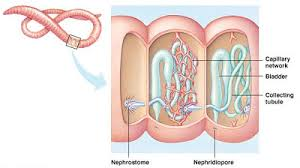 Capillary
network
Bladder
Collecting
tubule
Nephrostome
Nephridiopore